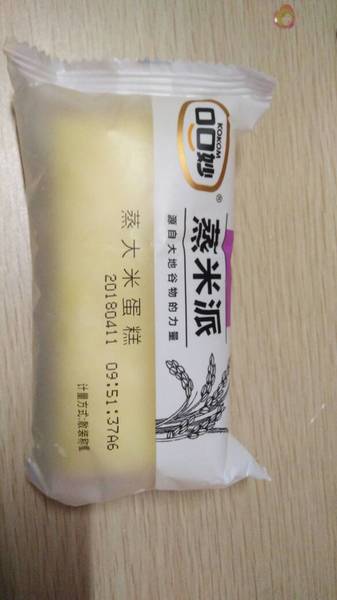 KOKOM
口口妙®
蒸米派
源自大地谷物的力量
蒸大米蛋糕
20180411 09:51:37A6
计量方式:散装称重